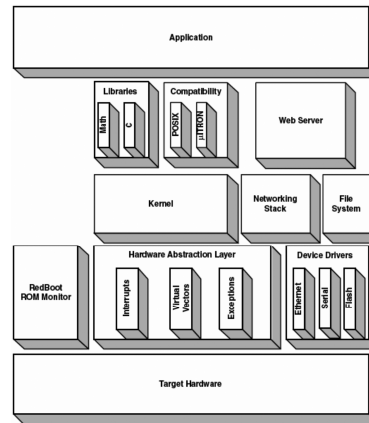 Application
Libraries
Math
C
Compatibility
POSIX
µITRON
Web Server
Kernel
Networking
Stack
File
System
RedBoot
ROM Monitor
Hardware Abstraction Layer
Interrupts
Virtual
Vectors
Exceptions
Device Drivers
Ethernet
Serial
Flash
Target Hardware